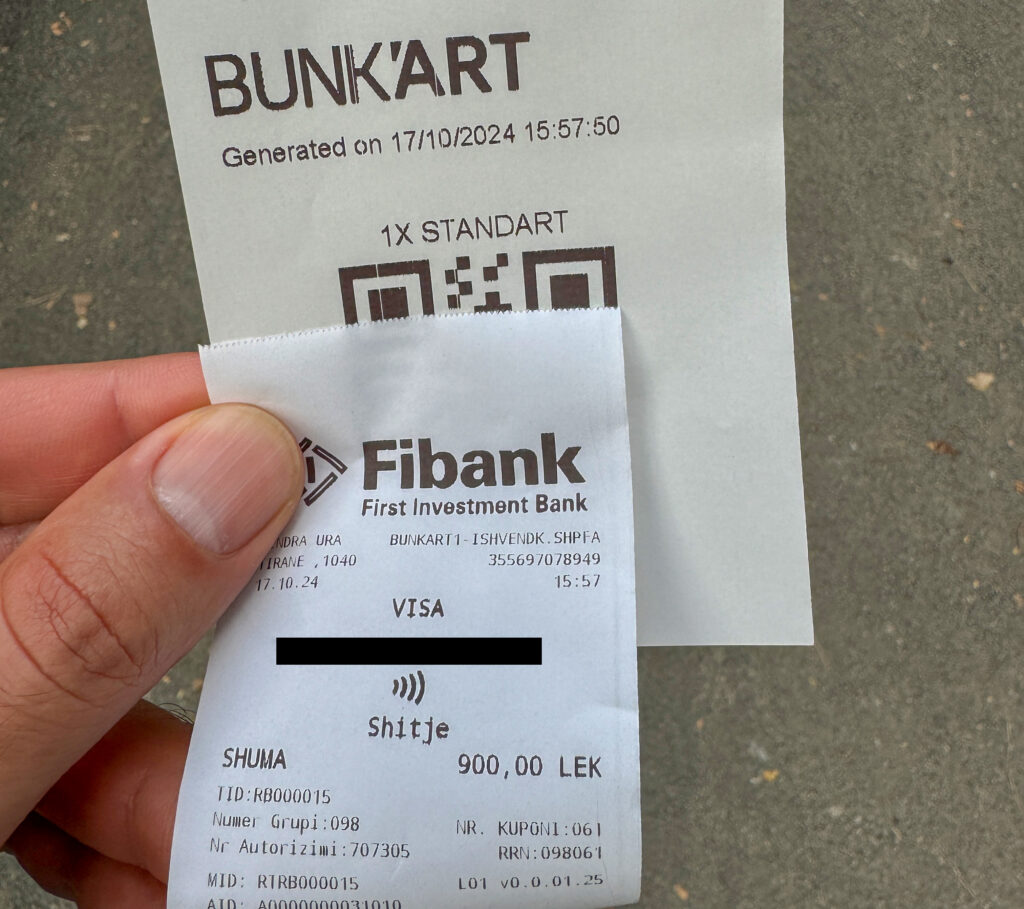 BUNK'ART
Generated on 17/10/2024 15:57:50
1X STANDART
Fibank
First Investment Bank
URA BUNKART1-ISHVENDK.SHPFA
TIRANE ,1040 355697078949
17.10.24 15:57
VISA
Shitje
SHUMA 900,00 LEK
TID:RB000015
Numer Grupi:098 NR. KUPONI:061
Nr Autorizimi:707305 RRN:098061
MID: RTRB000015 L01 v0.0.01.25
AID: A0000000031010